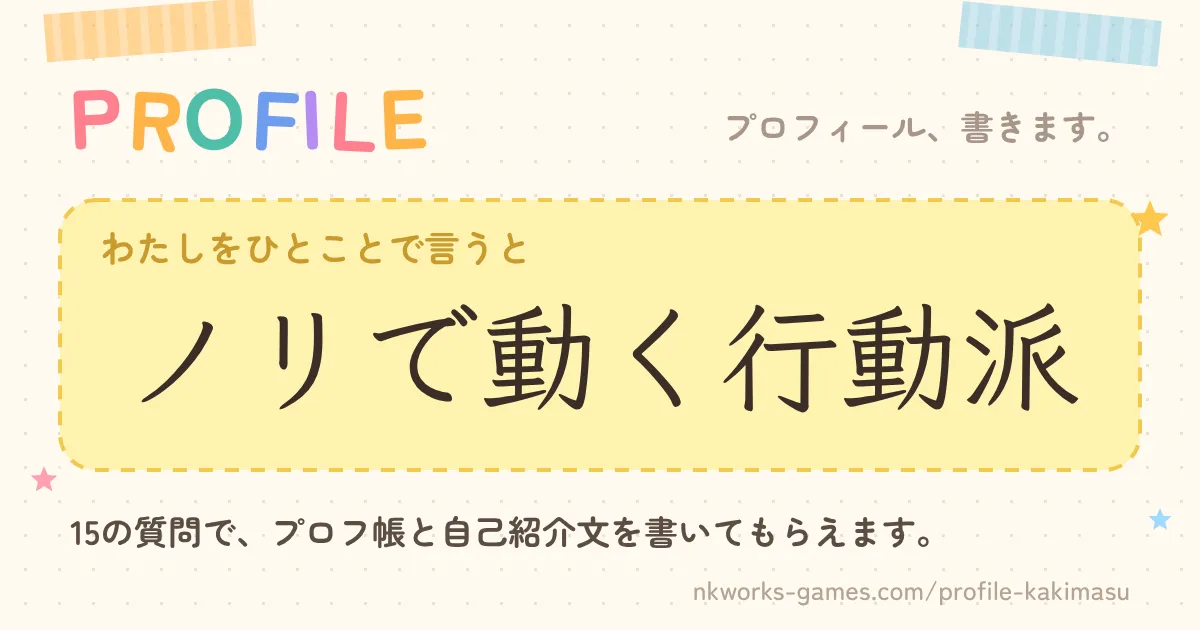 PROFILE
プロフィール、書きます。
わたしをひとことで言うと
ノリで動く行動派
15の質問で、プロフ帳と自己紹介文を書いてもらえます。
nkworks-games.com/profile-kakimasu